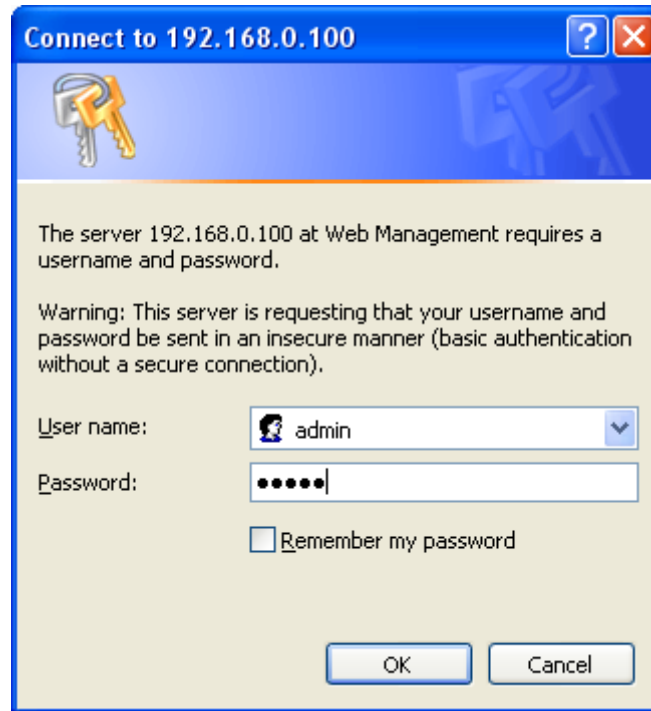 Connect to 192.168.0.100
The server 192.168.0.100 at Web Management requires a
username and password.
Warning: This server is requesting that your username and
password be sent in an insecure manner (basic authentication
without a secure connection).
User name:
admin
Password:
•••••
Remember my password
OK
Cancel